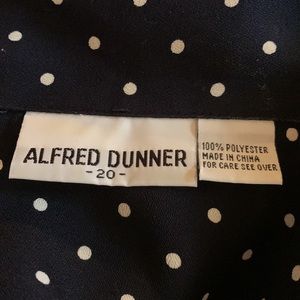 ALFRED DUNNER
- 20 -
100% POLYESTER
MADE IN CHINA
FOR CARE SEE OVER